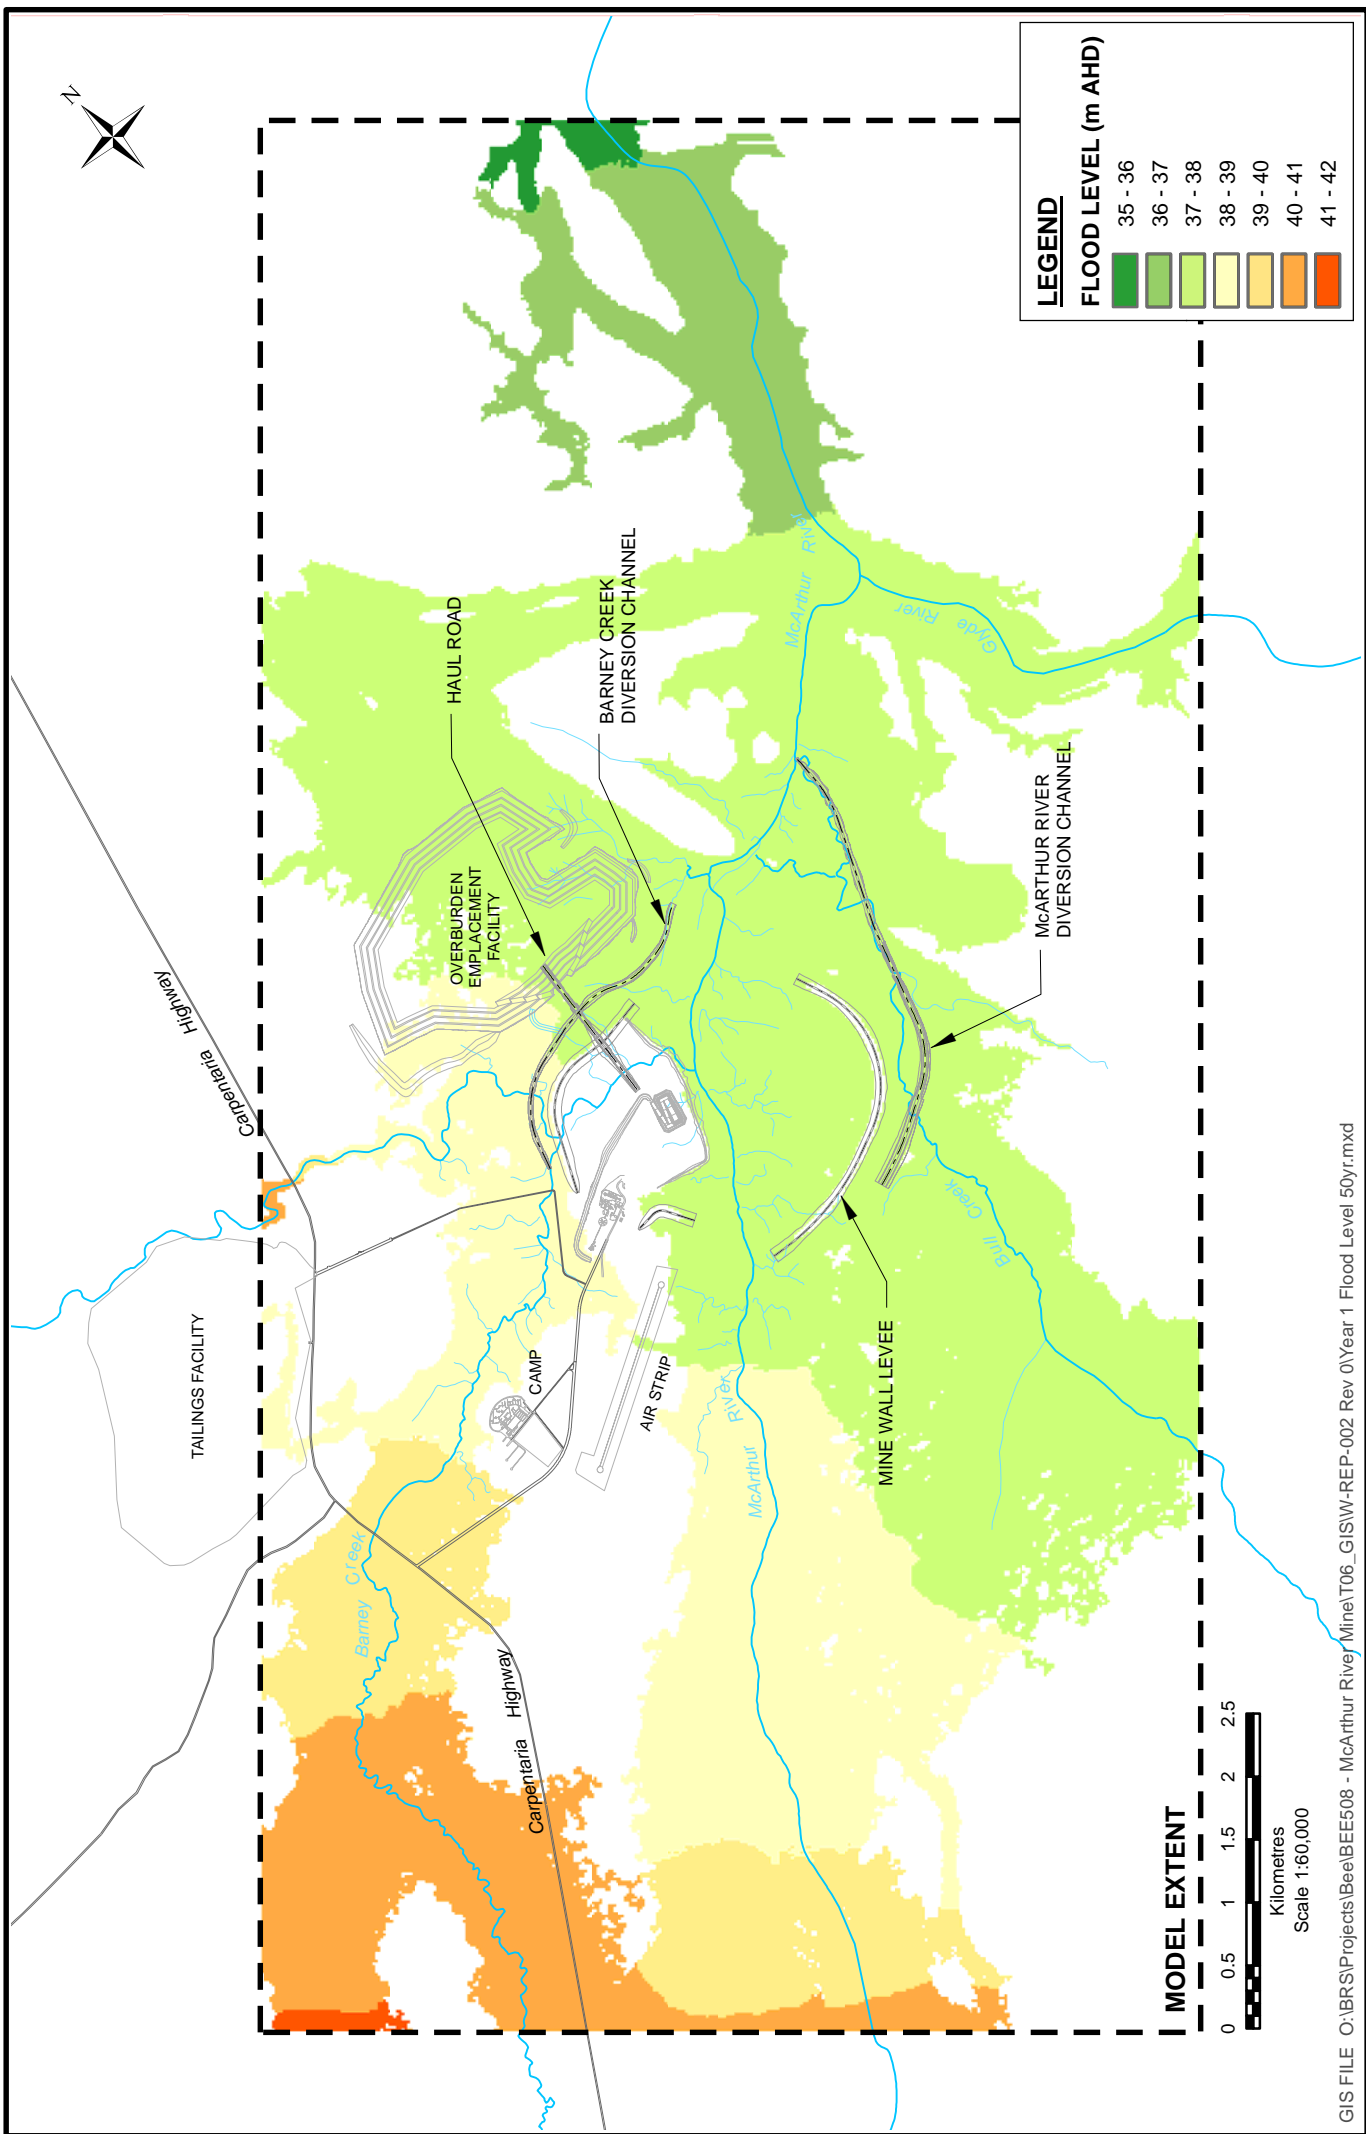 N
LEGEND
FLOOD LEVEL (m AHD)
35 - 36
36 - 37
37 - 38
38 - 39
39 - 40
40 - 41
41 - 42
Carpentaria Highway
TAILINGS FACILITY
OVERBURDEN
EMPLACEMENT
FACILITY
HAUL ROAD
BARNEY CREEK
DIVERSION CHANNEL
McArthur River
Glyde River
McARTHUR RIVER
DIVERSION CHANNEL
CAMP
AIR STRIP
Barney Creek
Carpentaria Highway
McArthur River
MINE WALL LEVEE
Bull Creek
MODEL EXTENT
0 0.5 1 1.5 2 2.5
Kilometres
Scale 1:60,000
GIS FILE O:\BRS\Projects\Bee\BEE508 - McArthur River Mine\T06_GIS\W-REP-002 Rev 0\Year 1 Flood Level 50yr.mxd